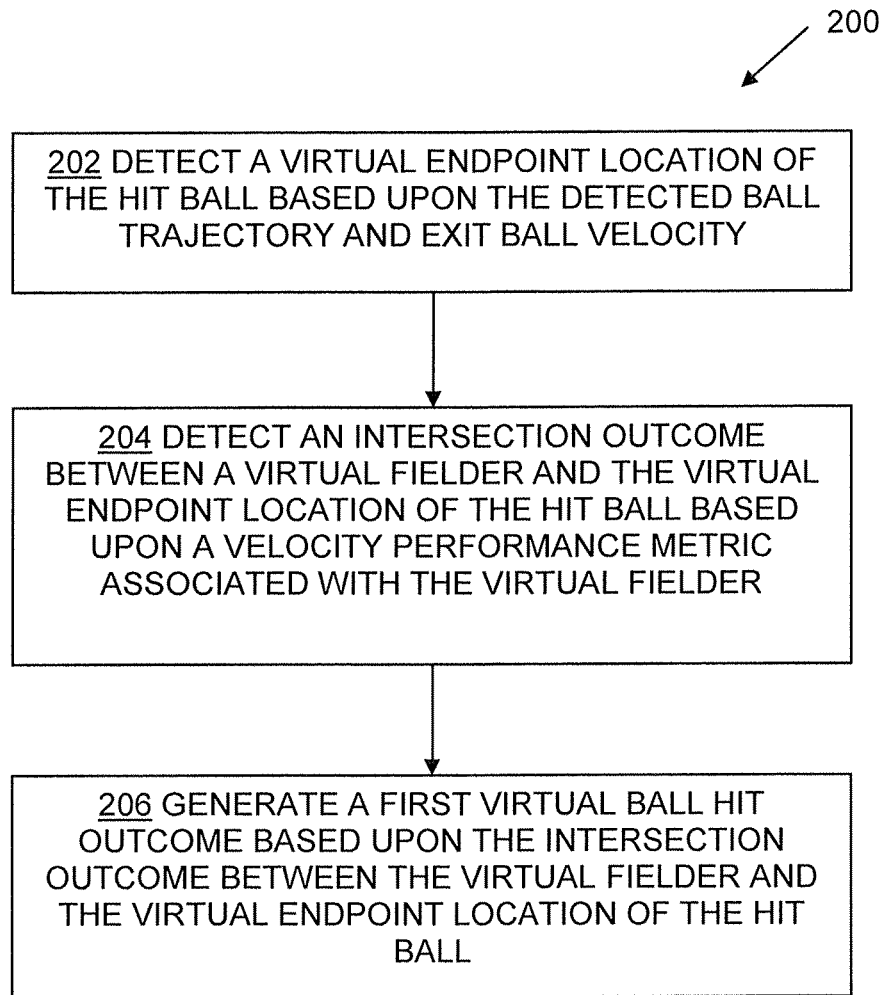 200
202 DETECT A VIRTUAL ENDPOINT LOCATION OF
THE HIT BALL BASED UPON THE DETECTED BALL
TRAJECTORY AND EXIT BALL VELOCITY
204 DETECT AN INTERSECTION OUTCOME
BETWEEN A VIRTUAL FIELDER AND THE VIRTUAL
ENDPOINT LOCATION OF THE HIT BALL BASED
UPON A VELOCITY PERFORMANCE METRIC
ASSOCIATED WITH THE VIRTUAL FIELDER
206 GENERATE A FIRST VIRTUAL BALL HIT
OUTCOME BASED UPON THE INTERSECTION
OUTCOME BETWEEN THE VIRTUAL FIELDER AND
THE VIRTUAL ENDPOINT LOCATION OF THE HIT
BALL